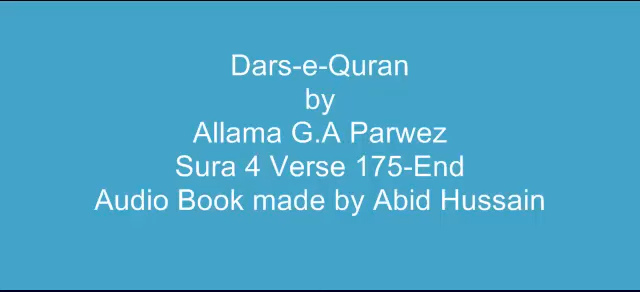 Dars-e-Quran
by
Allama G.A Parwez
Sura 4 Verse 175-End
Audio Book made by Abid Hussain